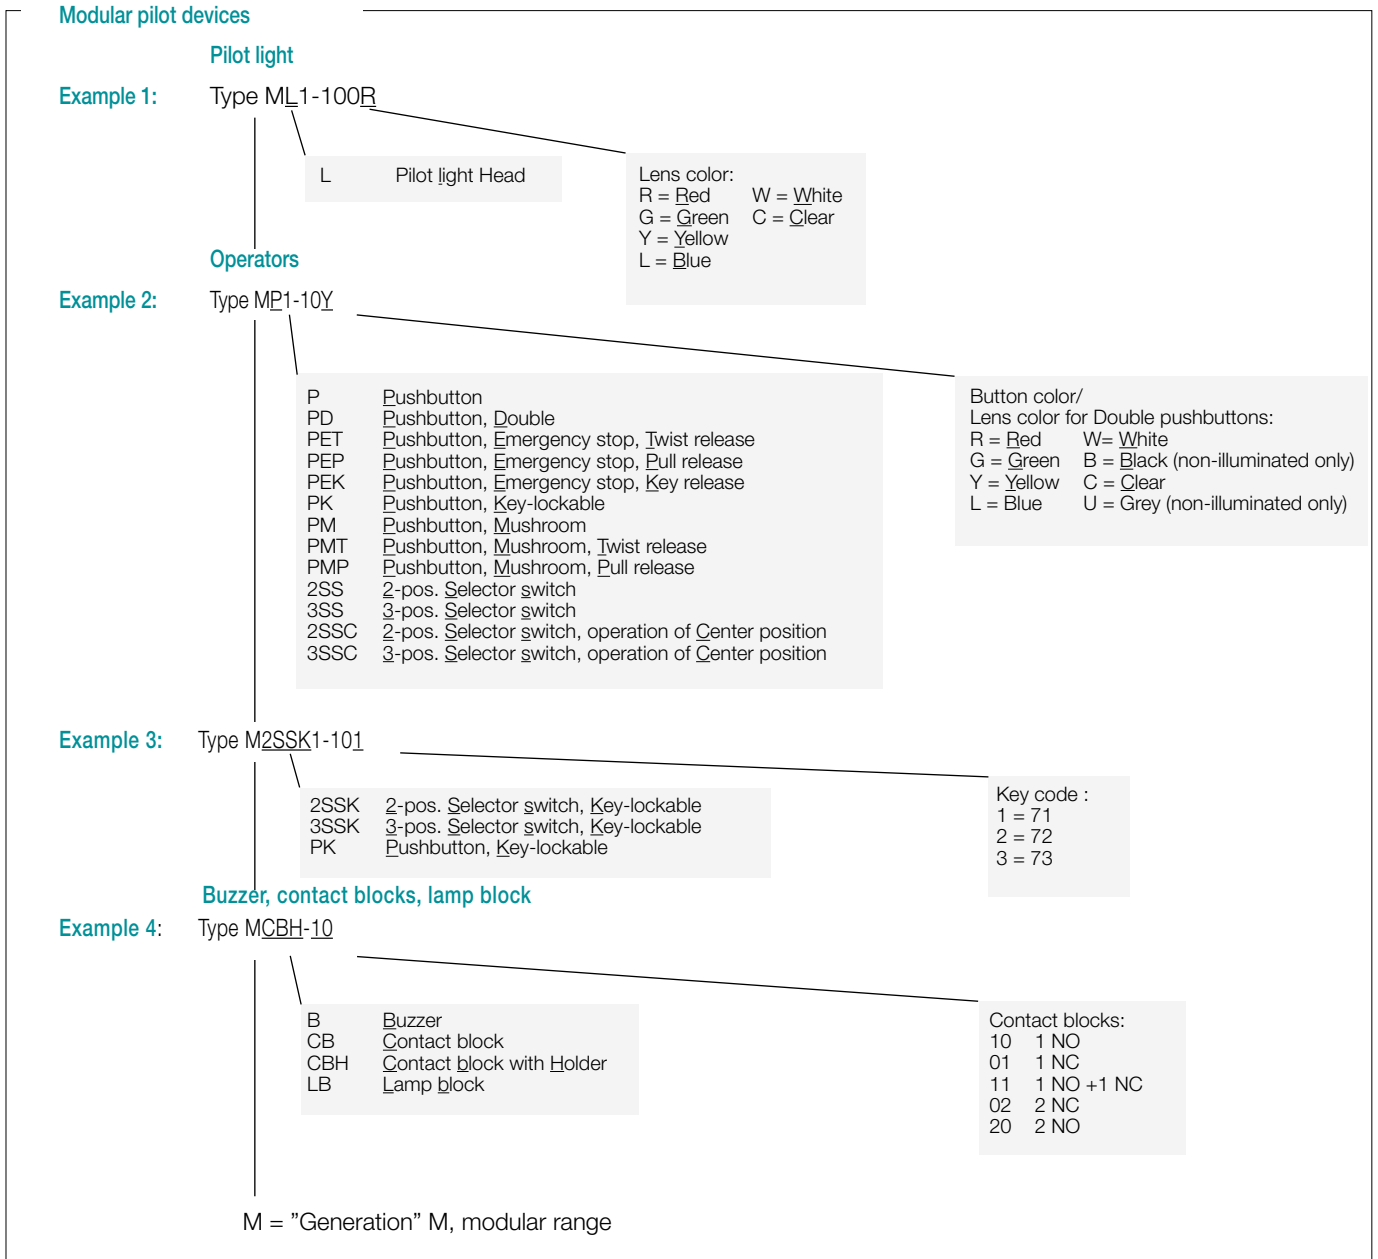 Modular pilot devices
Pilot light
Example 1: Type ML1-100R
L Pilot light Head
Lens color:
R = Red W = White
G = Green C = Clear
Y = Yellow
L = Blue
Operators
Example 2: Type MP1-10Y
P Pushbutton
PD Pushbutton, Double
PET Pushbutton, Emergency stop, Twist release
PEP Pushbutton, Emergency stop, Pull release
PEK Pushbutton, Emergency stop, Key release
PK Pushbutton, Key-lockable
PM Pushbutton, Mushroom
PMT Pushbutton, Mushroom, Twist release
PMP Pushbutton, Mushroom, Pull release
2SS 2-pos. Selector switch
3SS 3-pos. Selector switch
2SSC 2-pos. Selector switch, operation of Center position
3SSC 3-pos. Selector switch, operation of Center position
Button color/
Lens color for Double pushbuttons:
R = Red W= White
G = Green B = Black (non-illuminated only)
Y = Yellow C = Clear
L = Blue U = Grey (non-illuminated only)
Example 3: Type M2SSK1-101
2SSK 2-pos. Selector switch, Key-lockable
3SSK 3-pos. Selector switch, Key-lockable
PK Pushbutton, Key-lockable
Key code :
1 = 71
2 = 72
3 = 73
Buzzer, contact blocks, lamp block
Example 4: Type MCBH-10
B Buzzer
CB Contact block
CBH Contact block with Holder
LB Lamp block
Contact blocks:
10 1 NO
01 1 NC
11 1 NO +1 NC
02 2 NC
20 2 NO
M = ”Generation” M, modular range